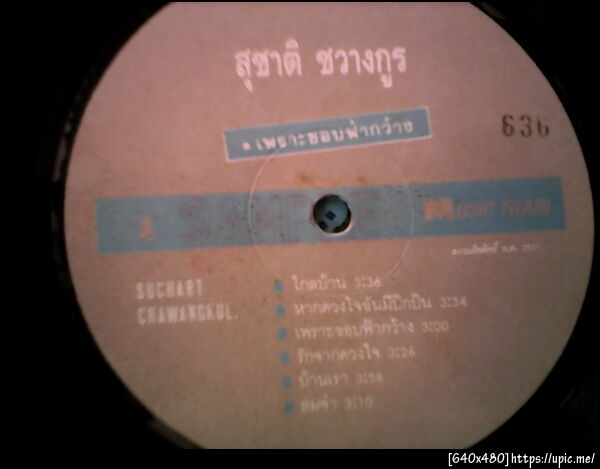 สุชาติ ชวางกูร
• เพราะขอบฟ้ากว้าง
636
A
MUSIC TRAIN
SUCHART
CHAWANGKUL.
ไกลบ้าน 3:36
หากดวงใจฉันมีปีกบิน 3:34
เพราะขอบฟ้ากว้าง 3:00
รักจากดวงใจ 3:26
บ้านเรา 3:58
ลมจ๋า 3:10
[640x480]https://upic.me/